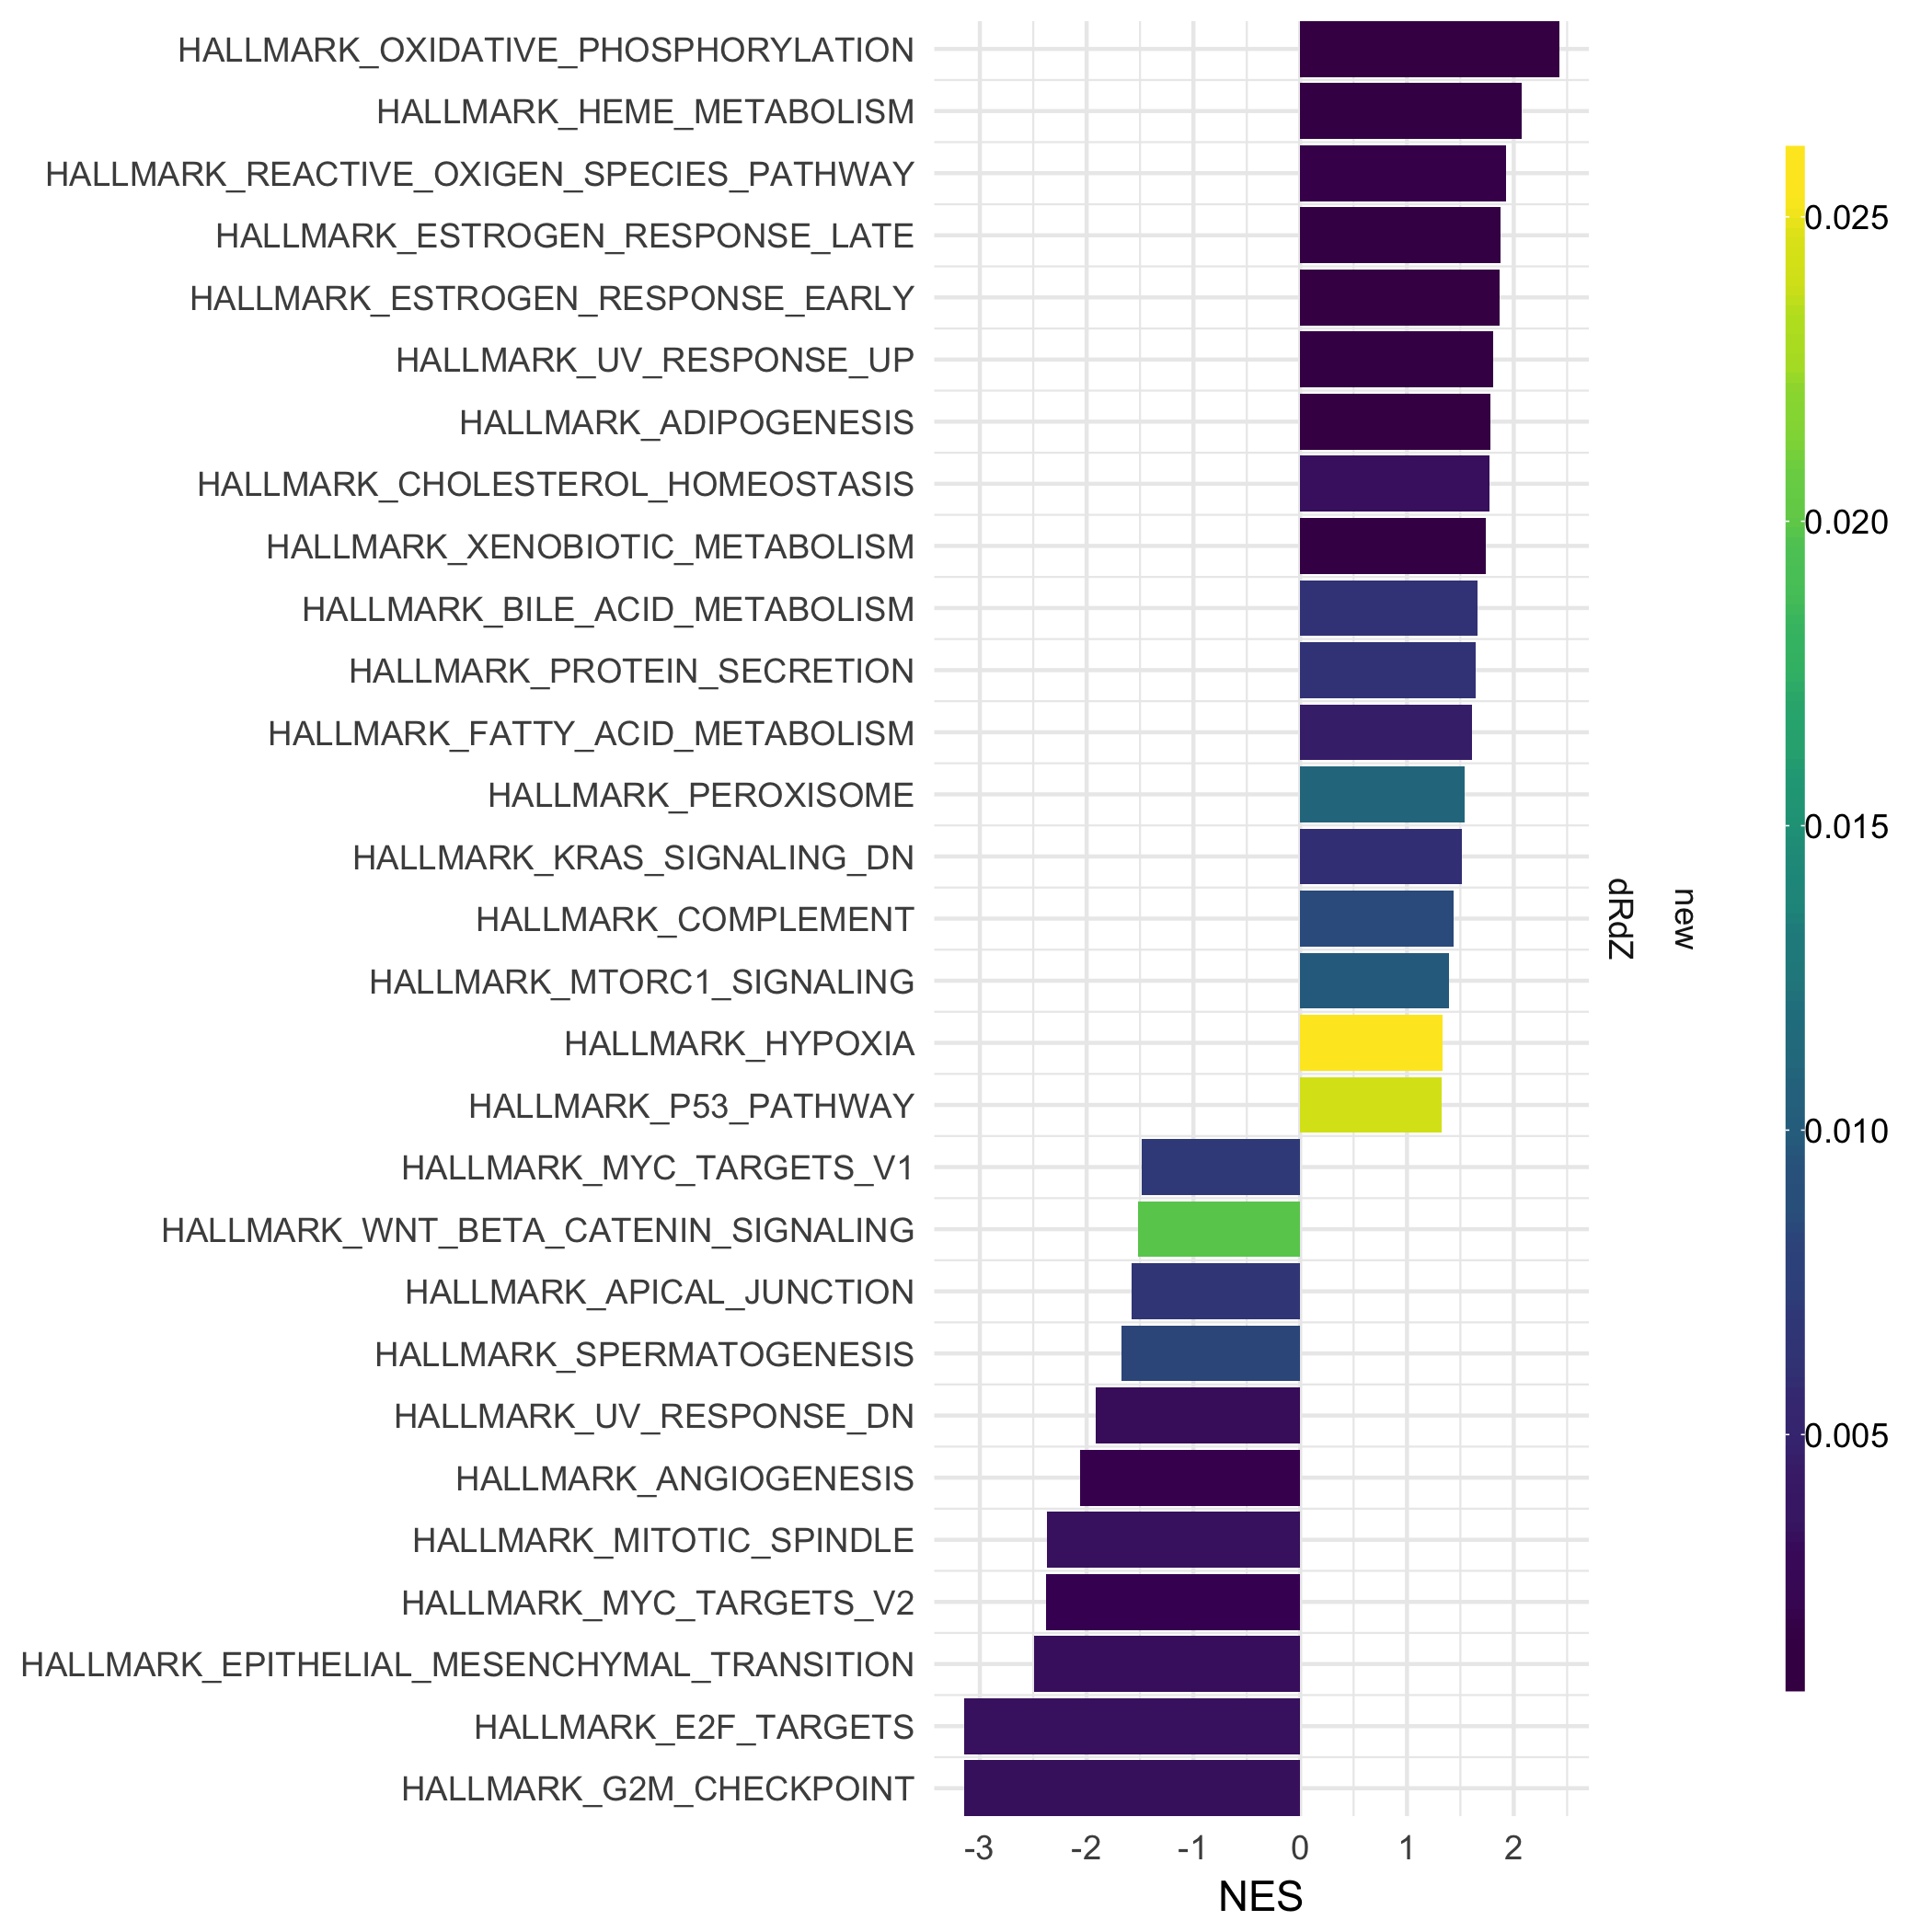 HALLMARK_OXIDATIVE_PHOSPHORYLATION
HALLMARK_HEME_METABOLISM
HALLMARK_REACTIVE_OXIGEN_SPECIES_PATHWAY
HALLMARK_ESTROGEN_RESPONSE_LATE
HALLMARK_ESTROGEN_RESPONSE_EARLY
HALLMARK_UV_RESPONSE_UP
HALLMARK_ADIPOGENESIS
HALLMARK_CHOLESTEROL_HOMEOSTASIS
HALLMARK_XENOBIOTIC_METABOLISM
HALLMARK_BILE_ACID_METABOLISM
HALLMARK_PROTEIN_SECRETION
HALLMARK_FATTY_ACID_METABOLISM
HALLMARK_PEROXISOME
HALLMARK_KRAS_SIGNALING_DN
HALLMARK_COMPLEMENT
HALLMARK_MTORC1_SIGNALING
HALLMARK_HYPOXIA
HALLMARK_P53_PATHWAY
HALLMARK_MYC_TARGETS_V1
HALLMARK_WNT_BETA_CATENIN_SIGNALING
HALLMARK_APICAL_JUNCTION
HALLMARK_SPERMATOGENESIS
HALLMARK_UV_RESPONSE_DN
HALLMARK_ANGIOGENESIS
HALLMARK_MITOTIC_SPINDLE
HALLMARK_MYC_TARGETS_V2
HALLMARK_EPITHELIAL_MESENCHYMAL_TRANSITION
HALLMARK_E2F_TARGETS
HALLMARK_G2M_CHECKPOINT
-3 -2 -1 0 1 2
NES
dRdZ
new
0.025
0.020
0.015
0.010
0.005